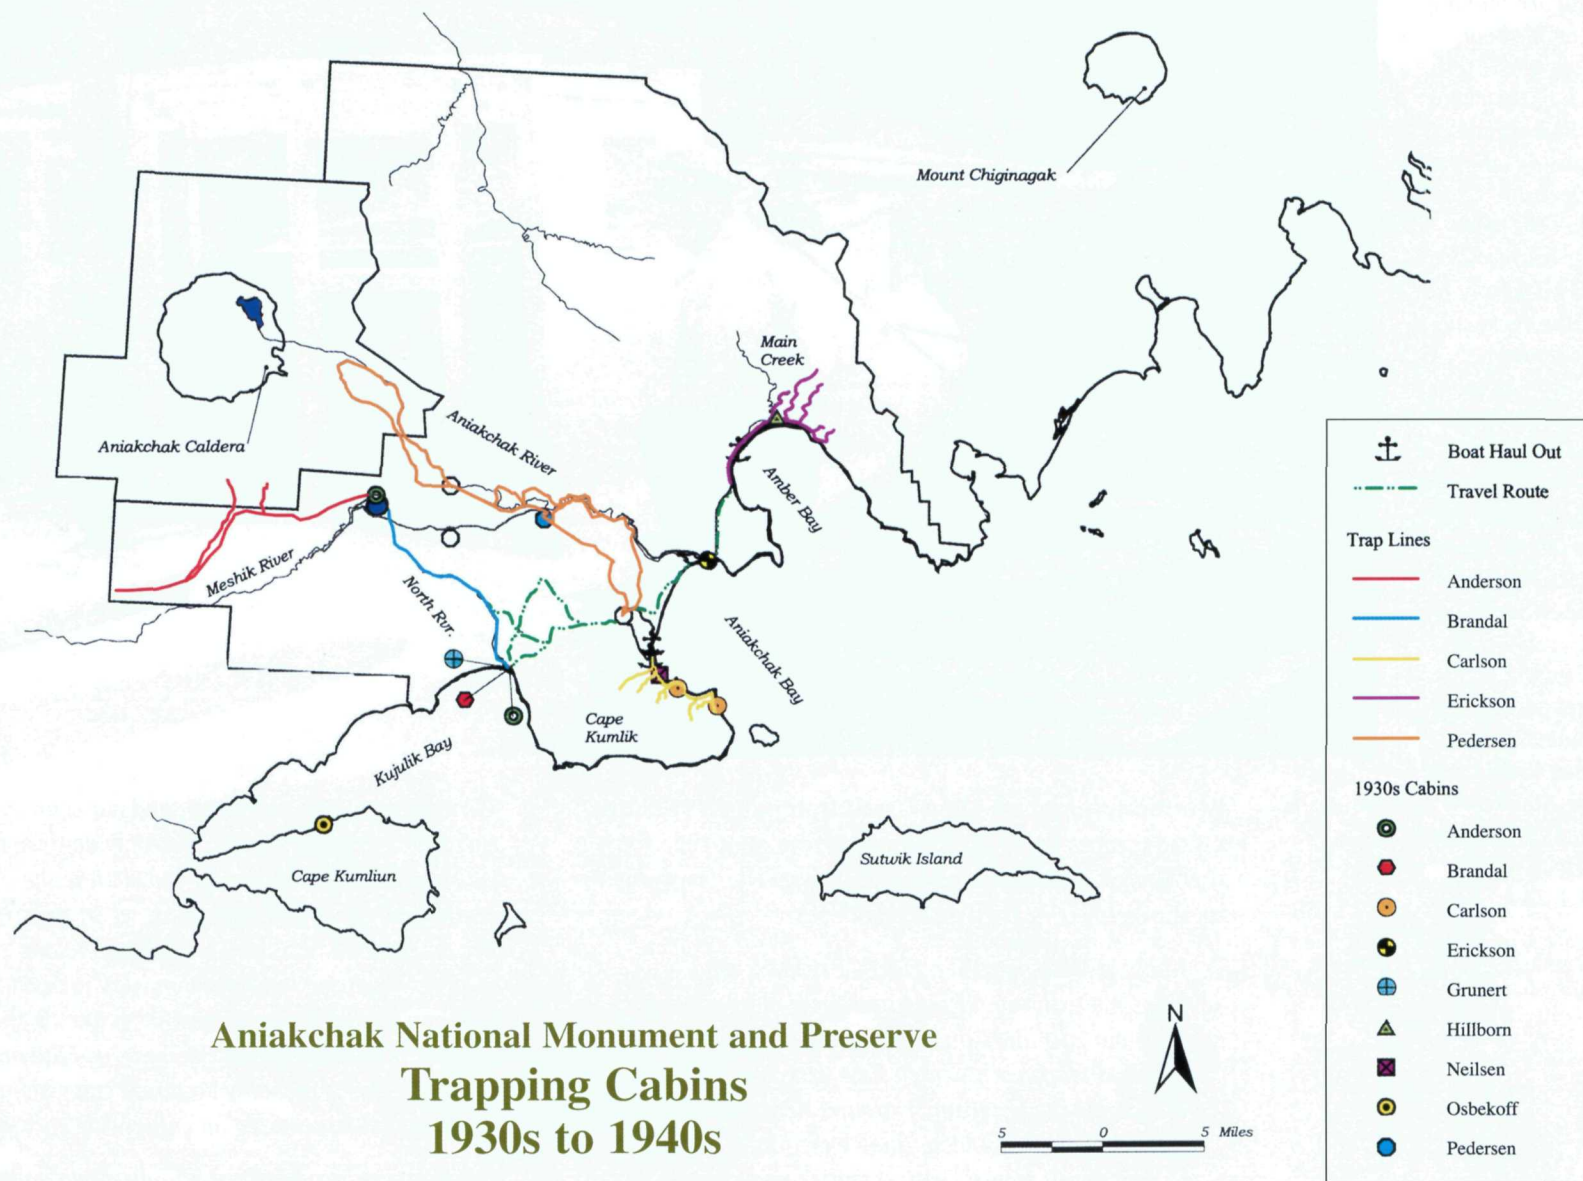 Mount Chiginagak
Main
Creek
Aniakchak River
Aniakchak Caldera
Amber Bay
Meshik River
North Rvr.
Aniakchak Bay
Cape
Kumlik
Kujulik Bay
Cape Kumliun
Sutwik Island
Boat Haul Out
Travel Route
Trap Lines
Anderson
Brandal
Carlson
Erickson
Pedersen
1930s Cabins
Anderson
Brandal
Carlson
Erickson
Grunert
Hillborn
Neilsen
Osbekoff
Pedersen
Aniakchak National Monument and Preserve
Trapping Cabins
1930s to 1940s
N
5 0 5 Miles